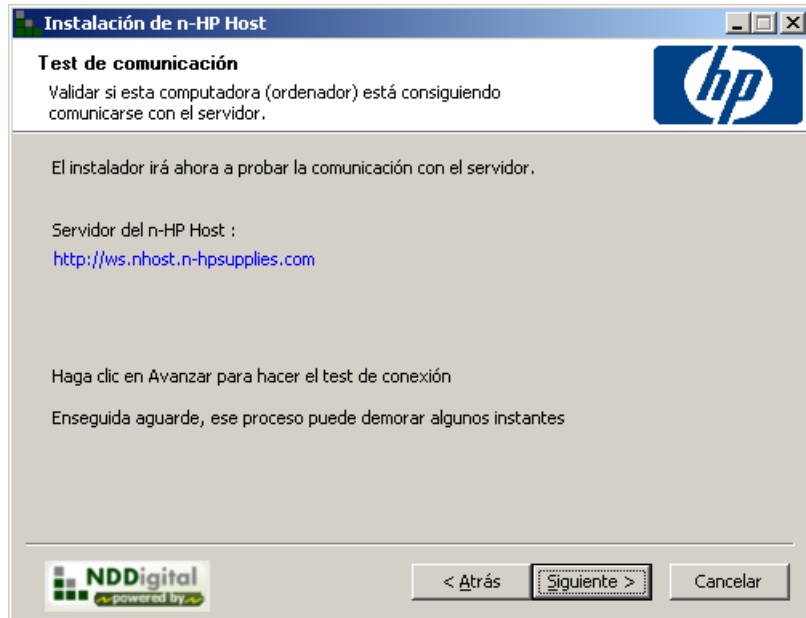 Instalación de n-HP Host
Test de comunicación
Validar si esta computadora (ordenador) está consiguiendo
comunicarse con el servidor.
hp
El instalador irá ahora a probar la comunicación con el servidor.
Servidor del n-HP Host :
http://ws.nhost.n-hpsupplies.com
Haga clic en Avanzar para hacer el test de conexión
Enseguida aguarde, ese proceso puede demorar algunos instantes
NDDigital
powered by
< Atrás
Siguiente >
Cancelar